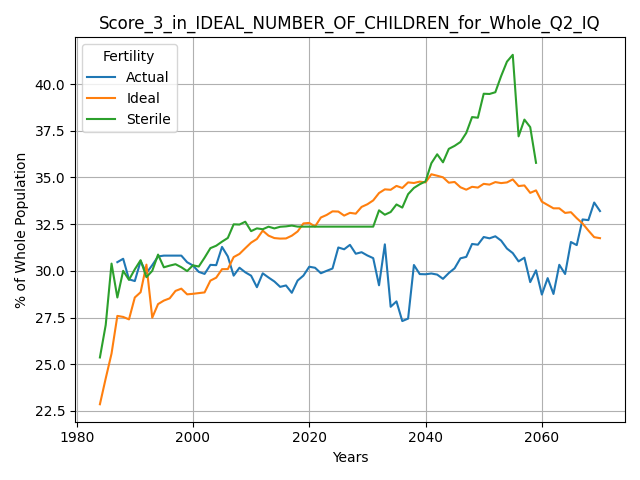 Score_3_in_IDEAL_NUMBER_OF_CHILDREN_for_Whole_Q2_IQ
Fertility
Actual
Ideal
Sterile
% of Whole Population
40.0
37.5
35.0
32.5
30.0
27.5
25.0
22.5
1980
2000
2020
2040
2060
Years